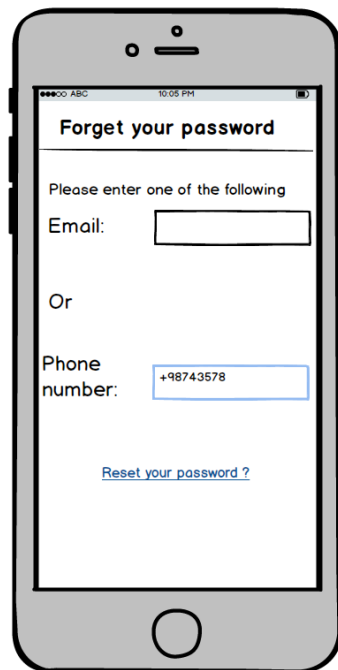 ABC 10:05 PM
Forget your password
Please enter one of the following
Email:
Or
Phone
number:
+98743578
Reset your password ?